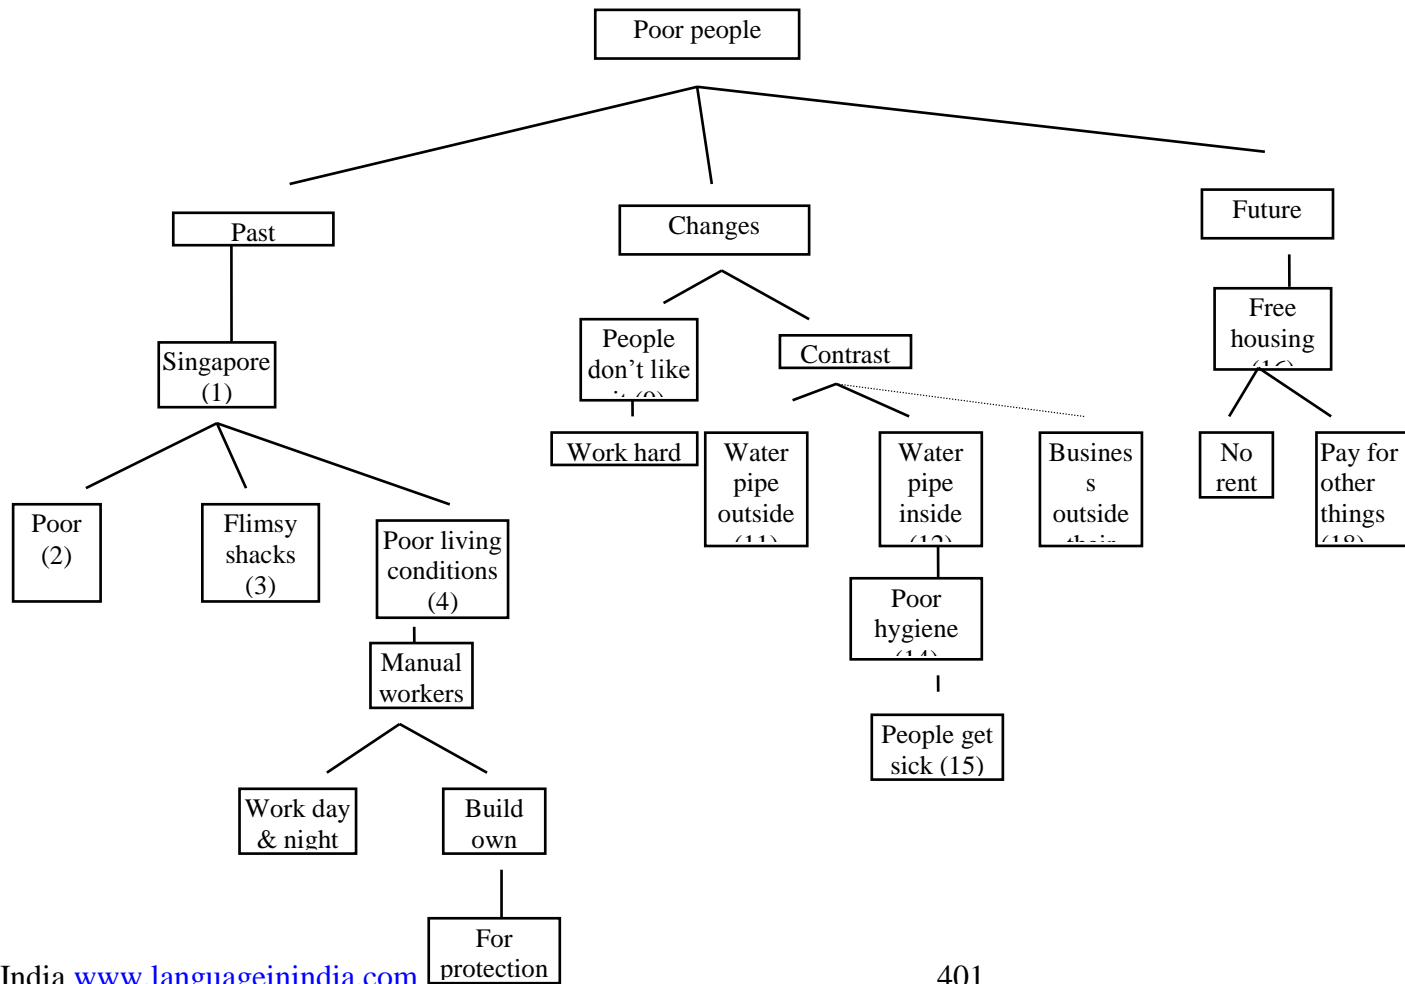 Poor people
Past
Changes
Future
Singapore
(1)
People
don’t like
Contrast
Free
housing
Poor
(2)
Flimsy
shacks
(3)
Poor living
conditions
(4)
Work hard
Water
pipe
outside
Water
pipe
inside
Busines
s
outside
No
rent
Pay for
other
things
Manual
workers
Poor
hygiene
People get
sick (15)
Work day
& night
Build
own
For
protection
India www.languageinindia.com
401